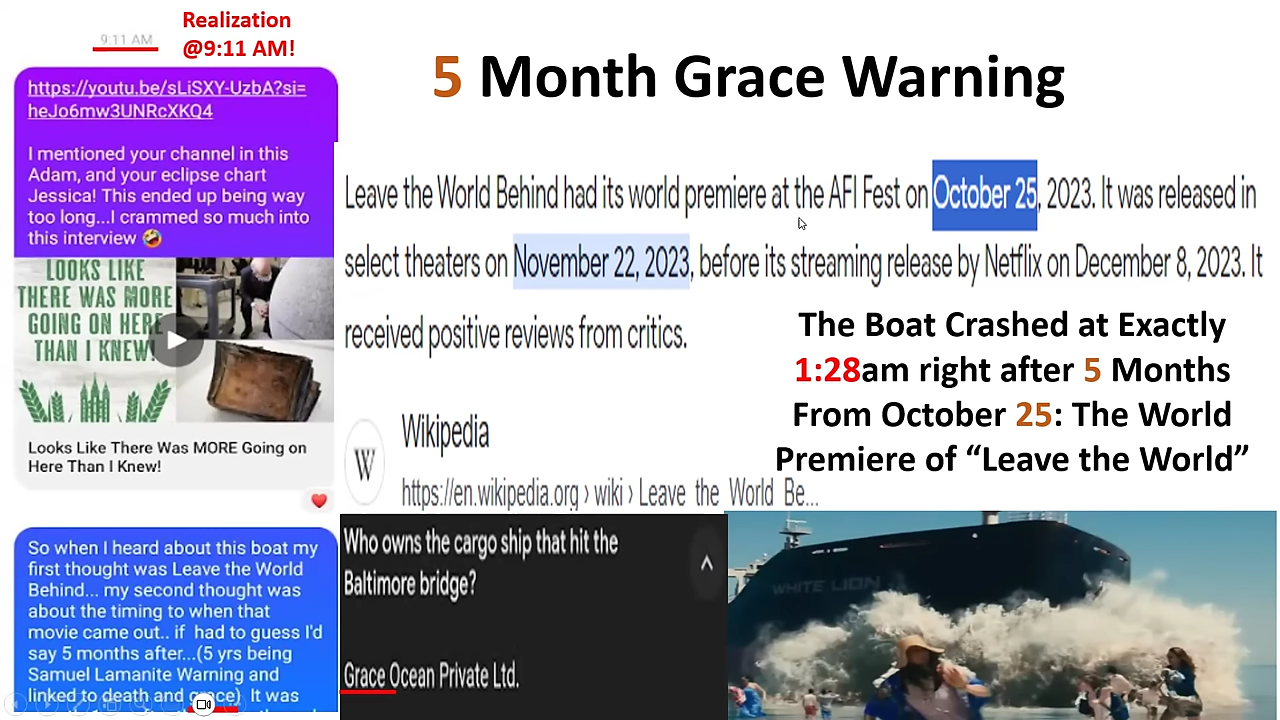 9:11 AM
Realization
@9:11 AM!
5 Month Grace Warning
https://youtu.be/sLiSXY-UzbA?si=
heJo6mw3UNRcXKQ4
I mentioned your channel in this
Adam, and your eclipse chart
Jessica! This ended up being way
too long...I crammed so much into
this interview 🤣
LOOKS LIKE
THERE WAS MORE
GOING ON HERE
THAN I KNEW!
Looks Like There Was MORE Going on
Here Than I Knew!
So when I heard about this boat my
first thought was Leave the World
Behind... my second thought was
about the timing to when that
movie came out.. if had to guess I'd
say 5 months after...(5 yrs being
Samuel Lamanite Warning and
linked to death and grace) It was
Leave the World Behind had its world premiere at the AFI Fest on October 25, 2023. It was released in
select theaters on November 22, 2023, before its streaming release by Netflix on December 8, 2023. It
received positive reviews from critics.
The Boat Crashed at Exactly
1:28am right after 5 Months
From October 25: The World
Premiere of “Leave the World”
W
Wikipedia
https://en.wikipedia.org › wiki › Leave_the_World_Be...
Who owns the cargo ship that hit the
Baltimore bridge?
Grace Ocean Private Ltd.
WHITE LION